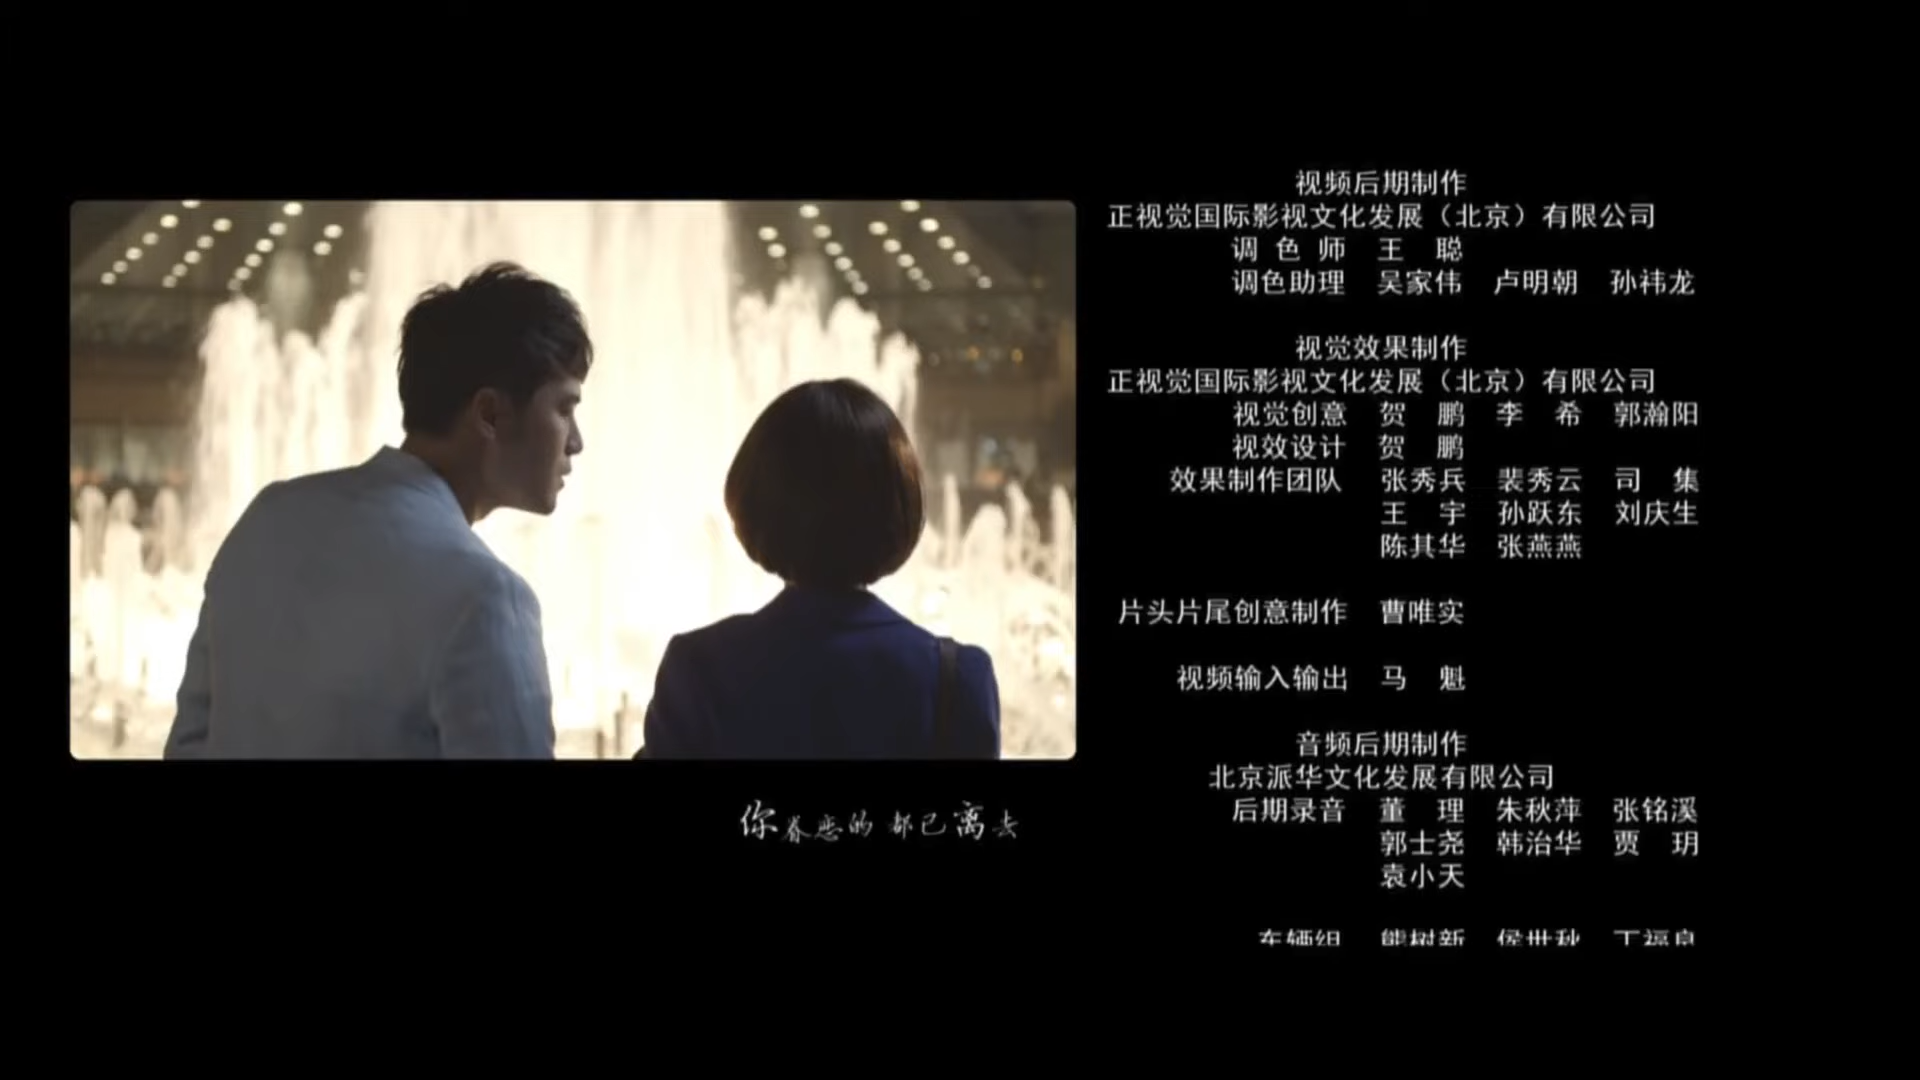 视频后期制作
正视觉国际影视文化发展（北京）有限公司
调色师 王聪
调色助理 吴家伟 卢明朝 孙祎龙
视觉效果制作
正视觉国际影视文化发展（北京）有限公司
视觉创意 贺鹏 李希 郭瀚阳
视效设计 贺鹏
效果制作团队 张秀兵 裴秀云 司集
王宇 孙跃东 刘庆生
陈其华 张燕燕
片头片尾创意制作 曹唯实
视频输入输出 马魁
音频后期制作
北京派华文化发展有限公司
后期录音 董理 朱秋萍 张铭溪
郭士尧 韩治华 贾玥
袁小天
车辆组 熊树新 侯世秋
你眷恋的 都已离去